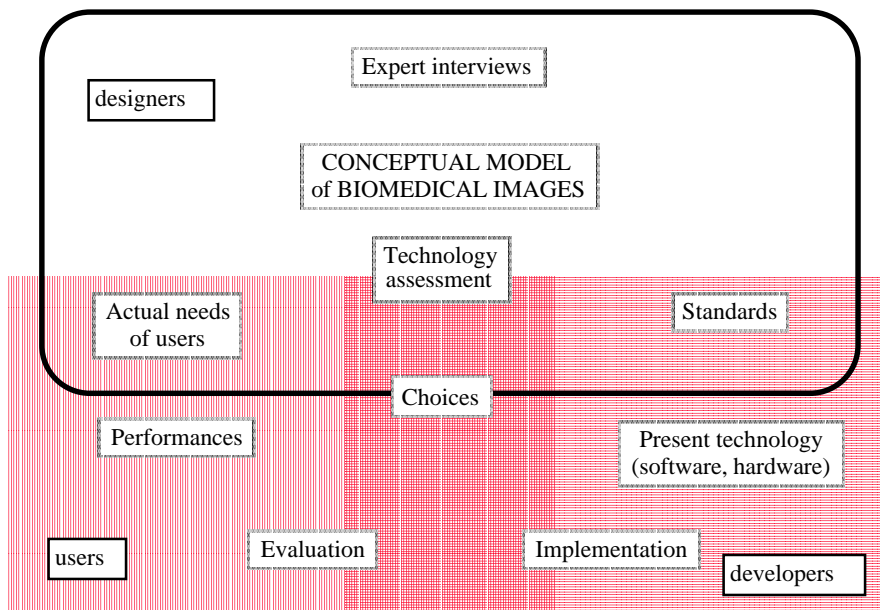 Expert interviews
designers
CONCEPTUAL MODEL
of BIOMEDICAL IMAGES
Technology
assessment
Actual needs
of users
Standards
Choices
Performances
Present technology
(software, hardware)
users
Evaluation
Implementation
developers